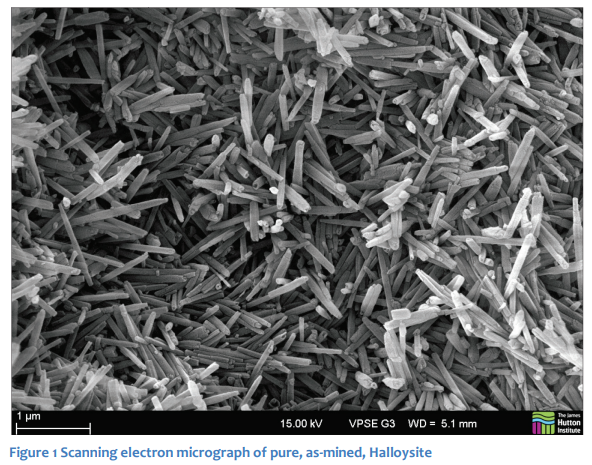 1 µm
15.00 kV VPSE G3 WD = 5.1 mm
The James
Hutton
Institute
Figure 1 Scanning electron micrograph of pure, as-mined, Halloysite